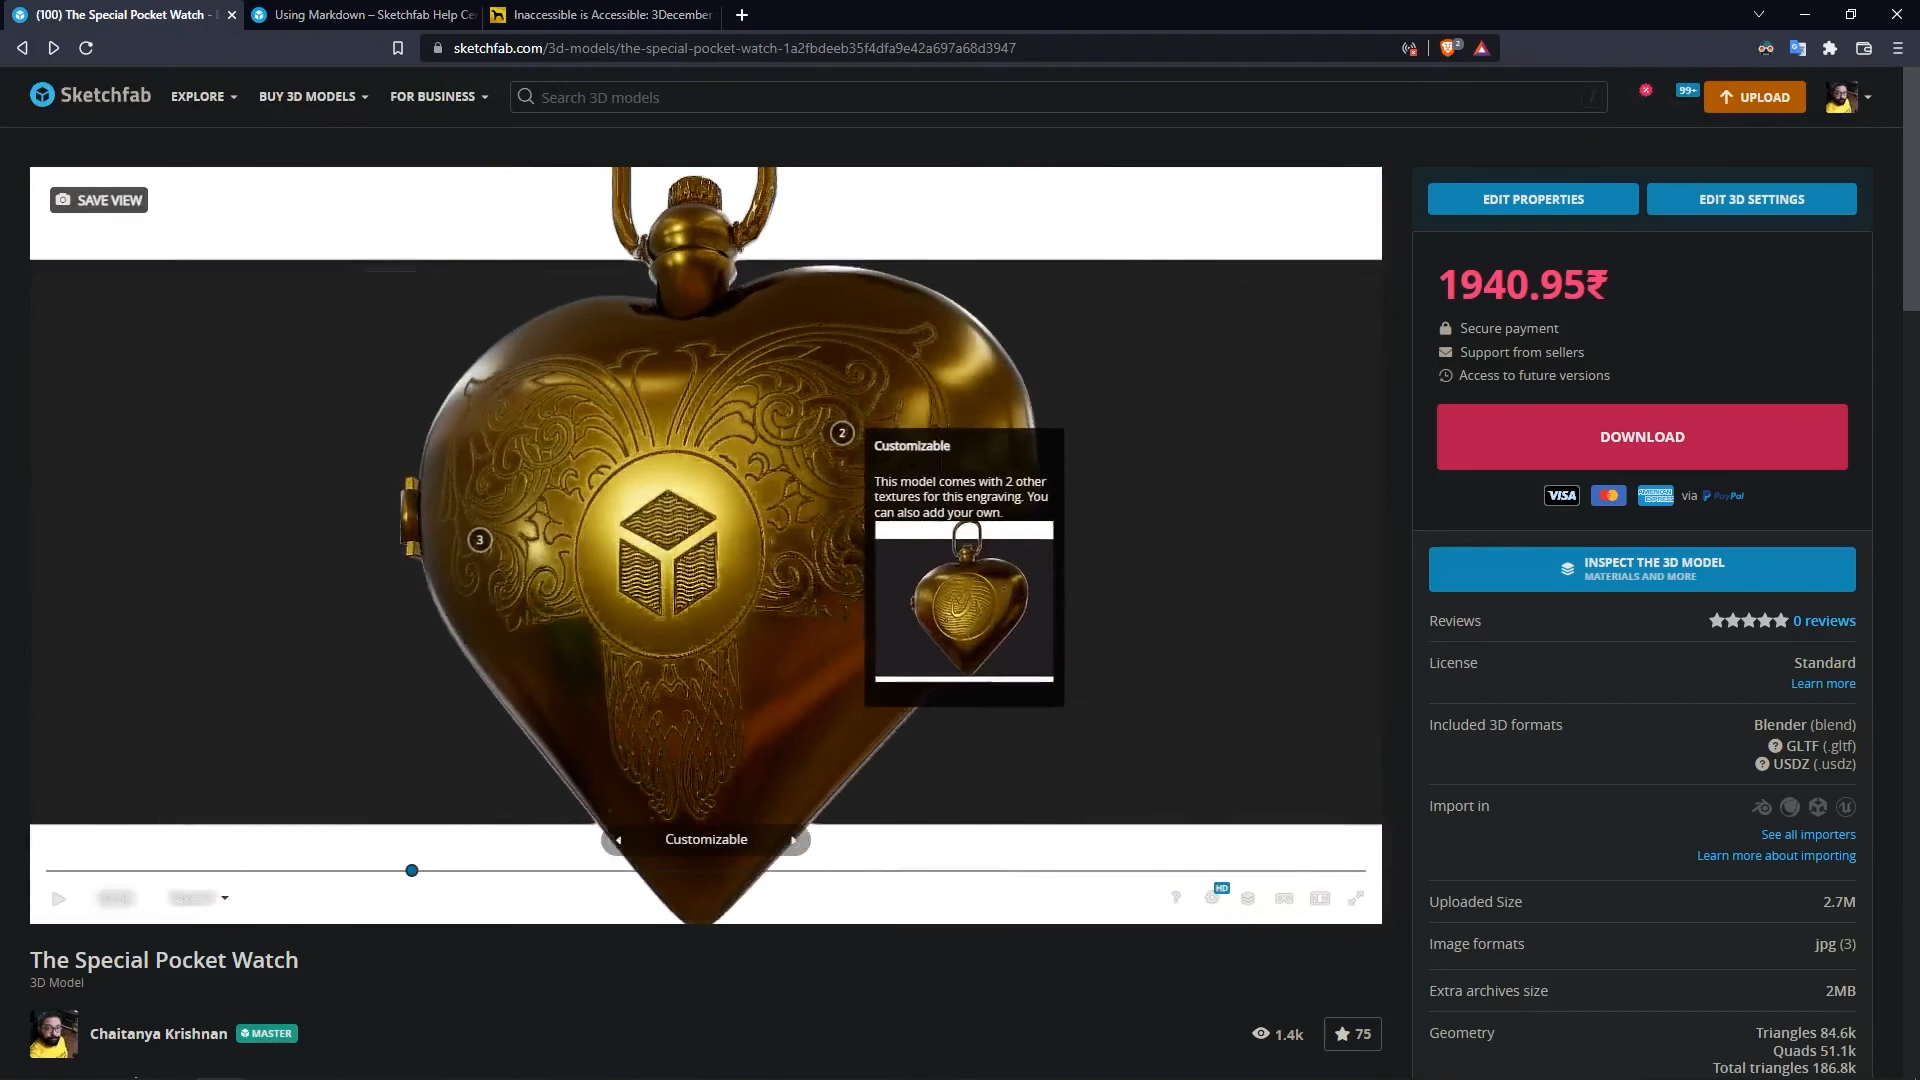 (100) The Special Pocket Watch -
Using Markdown – Sketchfab Help Ce
Inaccessible is Accessible: 3December
sketchfab.com/3d-models/the-special-pocket-watch-1a2fbdeeb35f4dfa9e42a697a68d3947
2
Sketchfab
EXPLORE
BUY 3D MODELS
FOR BUSINESS
Search 3D models
/
99+
UPLOAD
SAVE VIEW
2
3
Customizable
This model comes with 2 other
textures for this engraving. You
can also add your own.
Customizable
HD
The Special Pocket Watch
3D Model
Chaitanya Krishnan
MASTER
1.4k
75
EDIT PROPERTIES
EDIT 3D SETTINGS
1940.95₹
Secure payment
Support from sellers
Access to future versions
DOWNLOAD
VISA
AMERICAN EXPRESS
via PayPal
INSPECT THE 3D MODEL
MATERIALS AND MORE
Reviews 0 reviews
License Standard
Learn more
Included 3D formats Blender (blend)
GLTF (.gltf)
USDZ (.usdz)
Import in
See all importers
Learn more about importing
Uploaded Size 2.7M
Image formats jpg (3)
Extra archives size 2MB
Geometry Triangles 84.6k
Quads 51.1k
Total triangles 186.8k